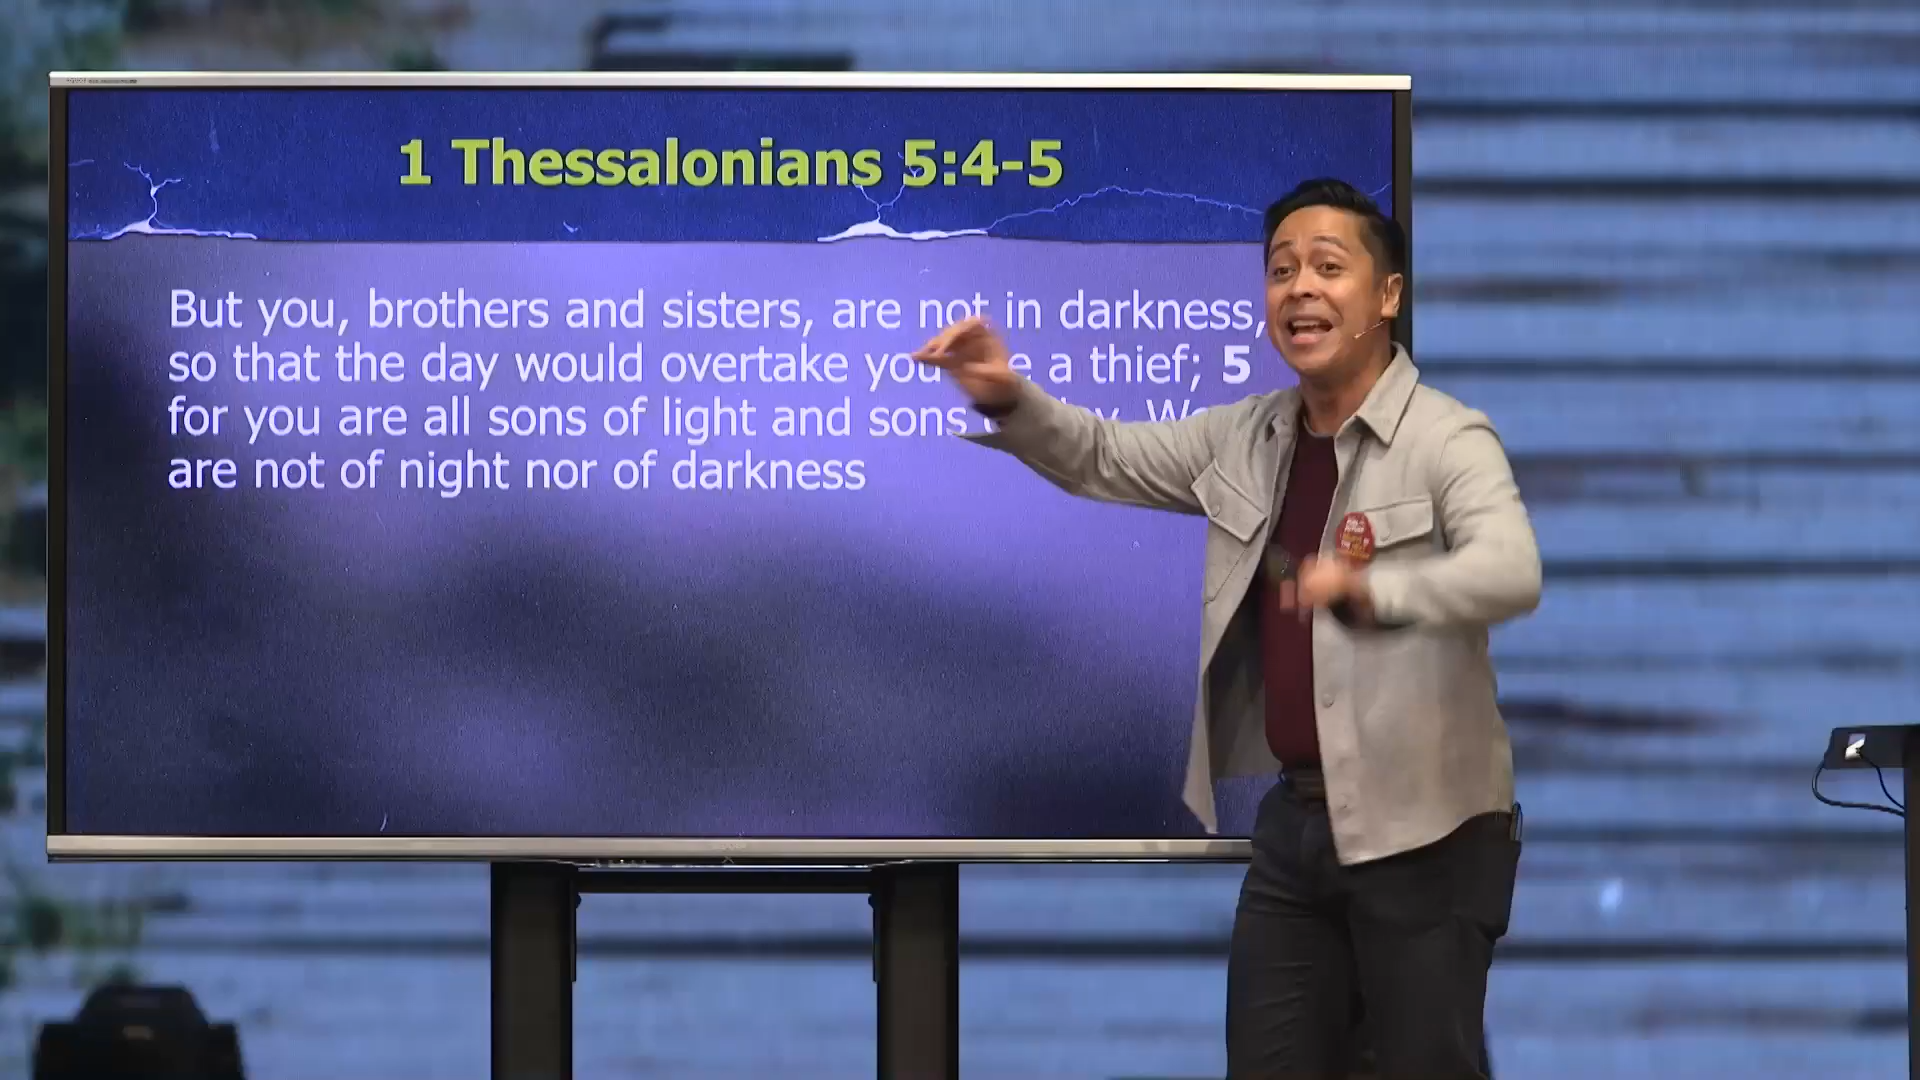 1 Thessalonians 5:4-5
But you, brothers and sisters, are not in darkness,
so that the day would overtake you a thief; 5
for you are all sons of light and sons
are not of night nor of darkness